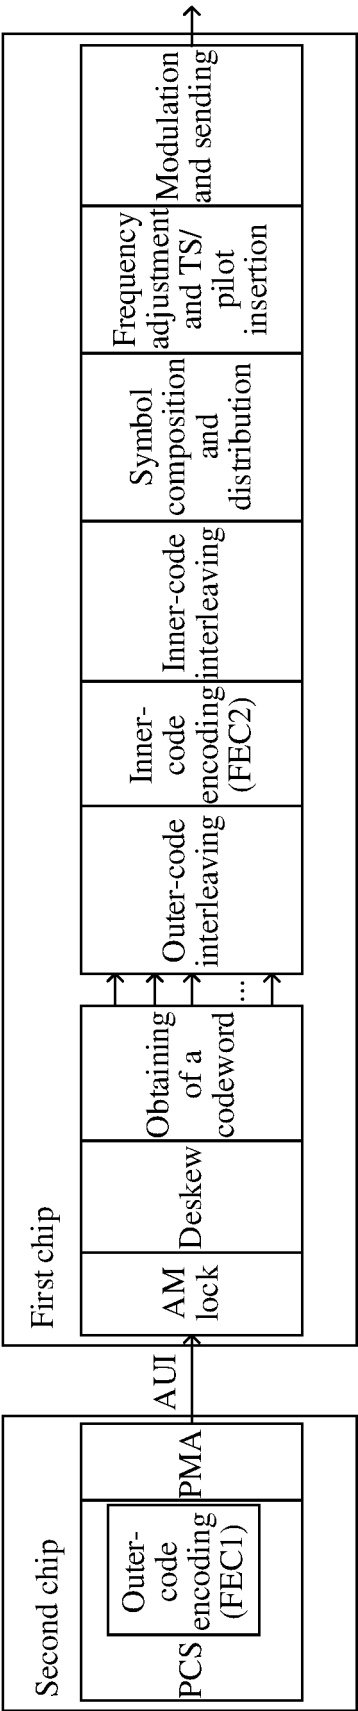 Second chip
PCS
Outer-
code
encoding
(FEC1)
PMA
AUI
First chip
AM
lock
Deskew
Obtaining
of a
codeword
...
Outer-code
interleaving
Inner-
code
encoding
(FEC2)
Inner-code
interleaving
Symbol
composition
and
distribution
Frequency
adjustment
and TS/
pilot
insertion
Modulation
and sending